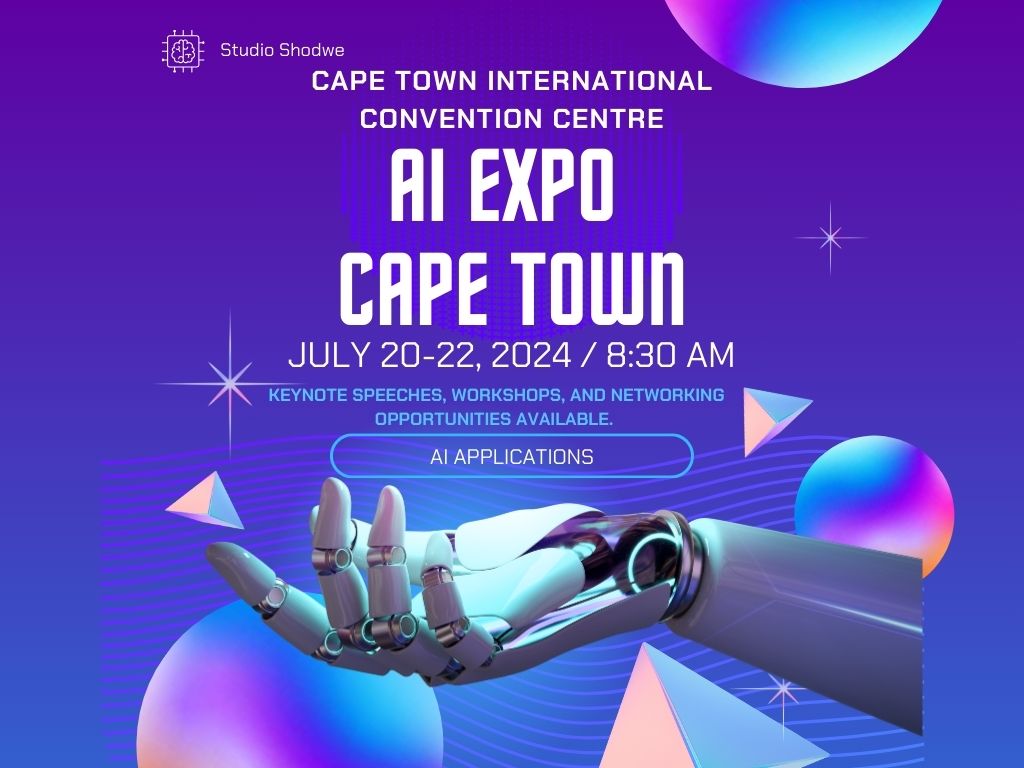 Studio Shodwe
CAPE TOWN INTERNATIONAL
CONVENTION CENTRE
AI EXPO
CAPE TOWN
JULY 20-22, 2024 / 8:30 AM
KEYNOTE SPEECHES, WORKSHOPS, AND NETWORKING
OPPORTUNITIES AVAILABLE.
AI APPLICATIONS